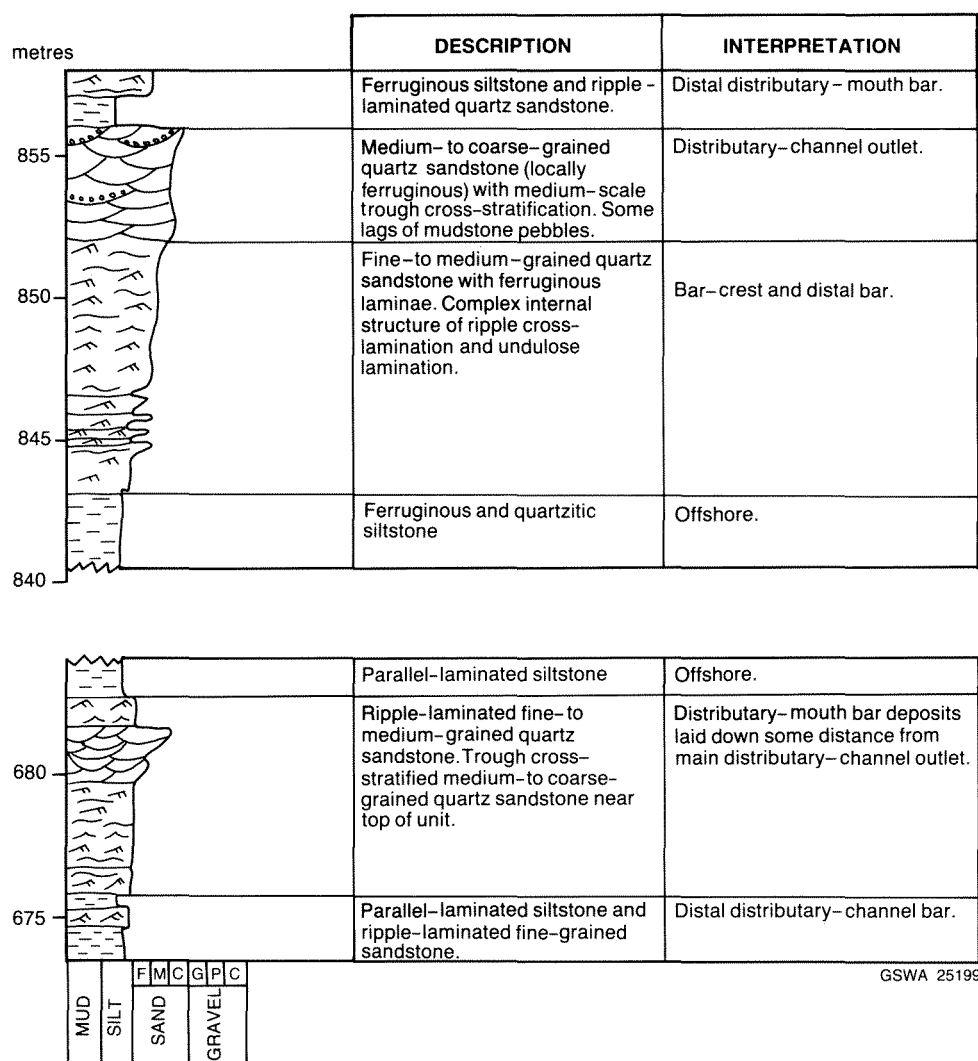 metres
DESCRIPTION
INTERPRETATION
Ferruginous siltstone and ripple-
laminated quartz sandstone.
Distal distributary-mouth bar.
855
Medium- to coarse-grained
quartz sandstone (locally
ferruginous) with medium-scale
trough cross-stratification. Some
lags of mudstone pebbles.
Distributary-channel outlet.
Fine-to medium-grained quartz
sandstone with ferruginous
laminae. Complex internal
structure of ripple cross-
lamination and undulose
lamination.
850
Bar-crest and distal bar.
845
Ferruginous and quartzitic
siltstone
Offshore.
840
Parallel-laminated siltstone
Offshore.
Ripple-laminated fine-to
medium-grained quartz
sandstone. Trough cross-
stratified medium-to coarse-
grained quartz sandstone near
top of unit.
Distributary-mouth bar deposits
laid down some distance from
main distributary-channel outlet.
680
675
Parallel-laminated siltstone and
ripple-laminated fine-grained
sandstone.
Distal distributary-channel bar.
F M C G P C
MUD
SILT
SAND
GRAVEL
GSWA 25199